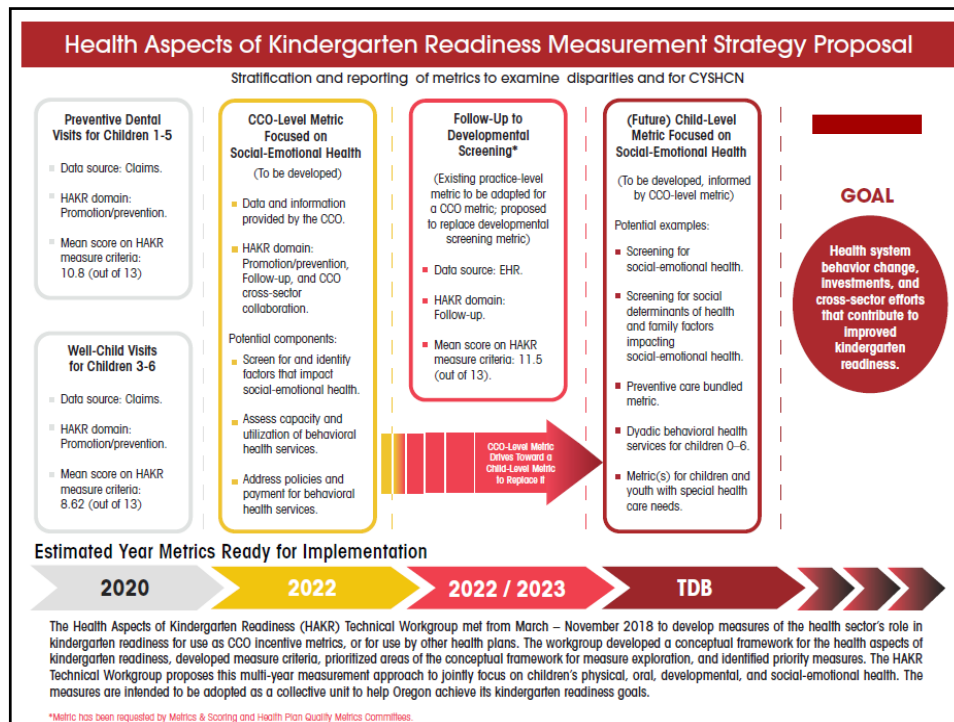 Health Aspects of Kindergarten Readiness Measurement Strategy Proposal
Stratification and reporting of metrics to examine disparities and for CYSHCN
Preventive Dental
Visits for Children 1-5
▪ Data source: Claims.
▪ HAKR domain:
Promotion/prevention.
▪ Mean score on HAKR
measure criteria:
10.8 (out of 13)
Well-Child Visits
for Children 3-6
▪ Data source: Claims.
▪ HAKR domain:
Promotion/prevention.
▪ Mean score on HAKR
measure criteria:
8.62 (out of 13)
CCO-Level Metric
Focused on
Social-Emotional Health
(To be developed)
▪ Data and information
provided by the CCO.
▪ HAKR domain:
Promotion/prevention,
Follow-up, and CCO
cross-sector
collaboration.
Potential components:
▪ Screen for and identify
factors that impact
social-emotional health.
▪ Assess capacity and
utilization of behavioral
health services.
▪ Address policies and
payment for behavioral
health services.
Follow-Up to
Developmental
Screening*
(Existing practice-level
metric to be adapted for
a CCO metric; proposed
to replace developmental
screening metric)
▪ Data source: EHR.
▪ HAKR domain:
Follow-up.
▪ Mean score on HAKR
measure criteria: 11.5
(out of 13).
CCO-Level Metric
Drives Toward a
Child-Level Metric
to Replace It
(Future) Child-Level
Metric Focused on
Social-Emotional Health
(To be developed, informed
by CCO-level metric)
Potential examples:
▪ Screening for
social-emotional health.
▪ Screening for social
determinants of health
and family factors
impacting
social-emotional health.
▪ Preventive care bundled
metric.
▪ Dyadic behavioral health
services for children 0–6.
▪ Metric(s) for children and
youth with special health
care needs.
GOAL
Health system
behavior change,
investments, and
cross-sector efforts
that contribute to
improved
kindergarten
readiness.
Estimated Year Metrics Ready for Implementation
2020
2022
2022 / 2023
TDB
The Health Aspects of Kindergarten Readiness (HAKR) Technical Workgroup met from March – November 2018 to develop measures of the health sector's role in
kindergarten readiness for use as CCO incentive metrics, or for use by other health plans. The workgroup developed a conceptual framework for the health aspects of
kindergarten readiness, developed measure criteria, prioritized areas of the conceptual framework for measure exploration, and identified priority measures. The HAKR
Technical Workgroup proposes this multi-year measurement approach to jointly focus on children's physical, oral, developmental, and social-emotional health. The
measures are intended to be adopted as a collective unit to help Oregon achieve its kindergarten readiness goals.
*Metric has been requested by Metrics & Scoring and Health Plan Quality Metrics Committees.